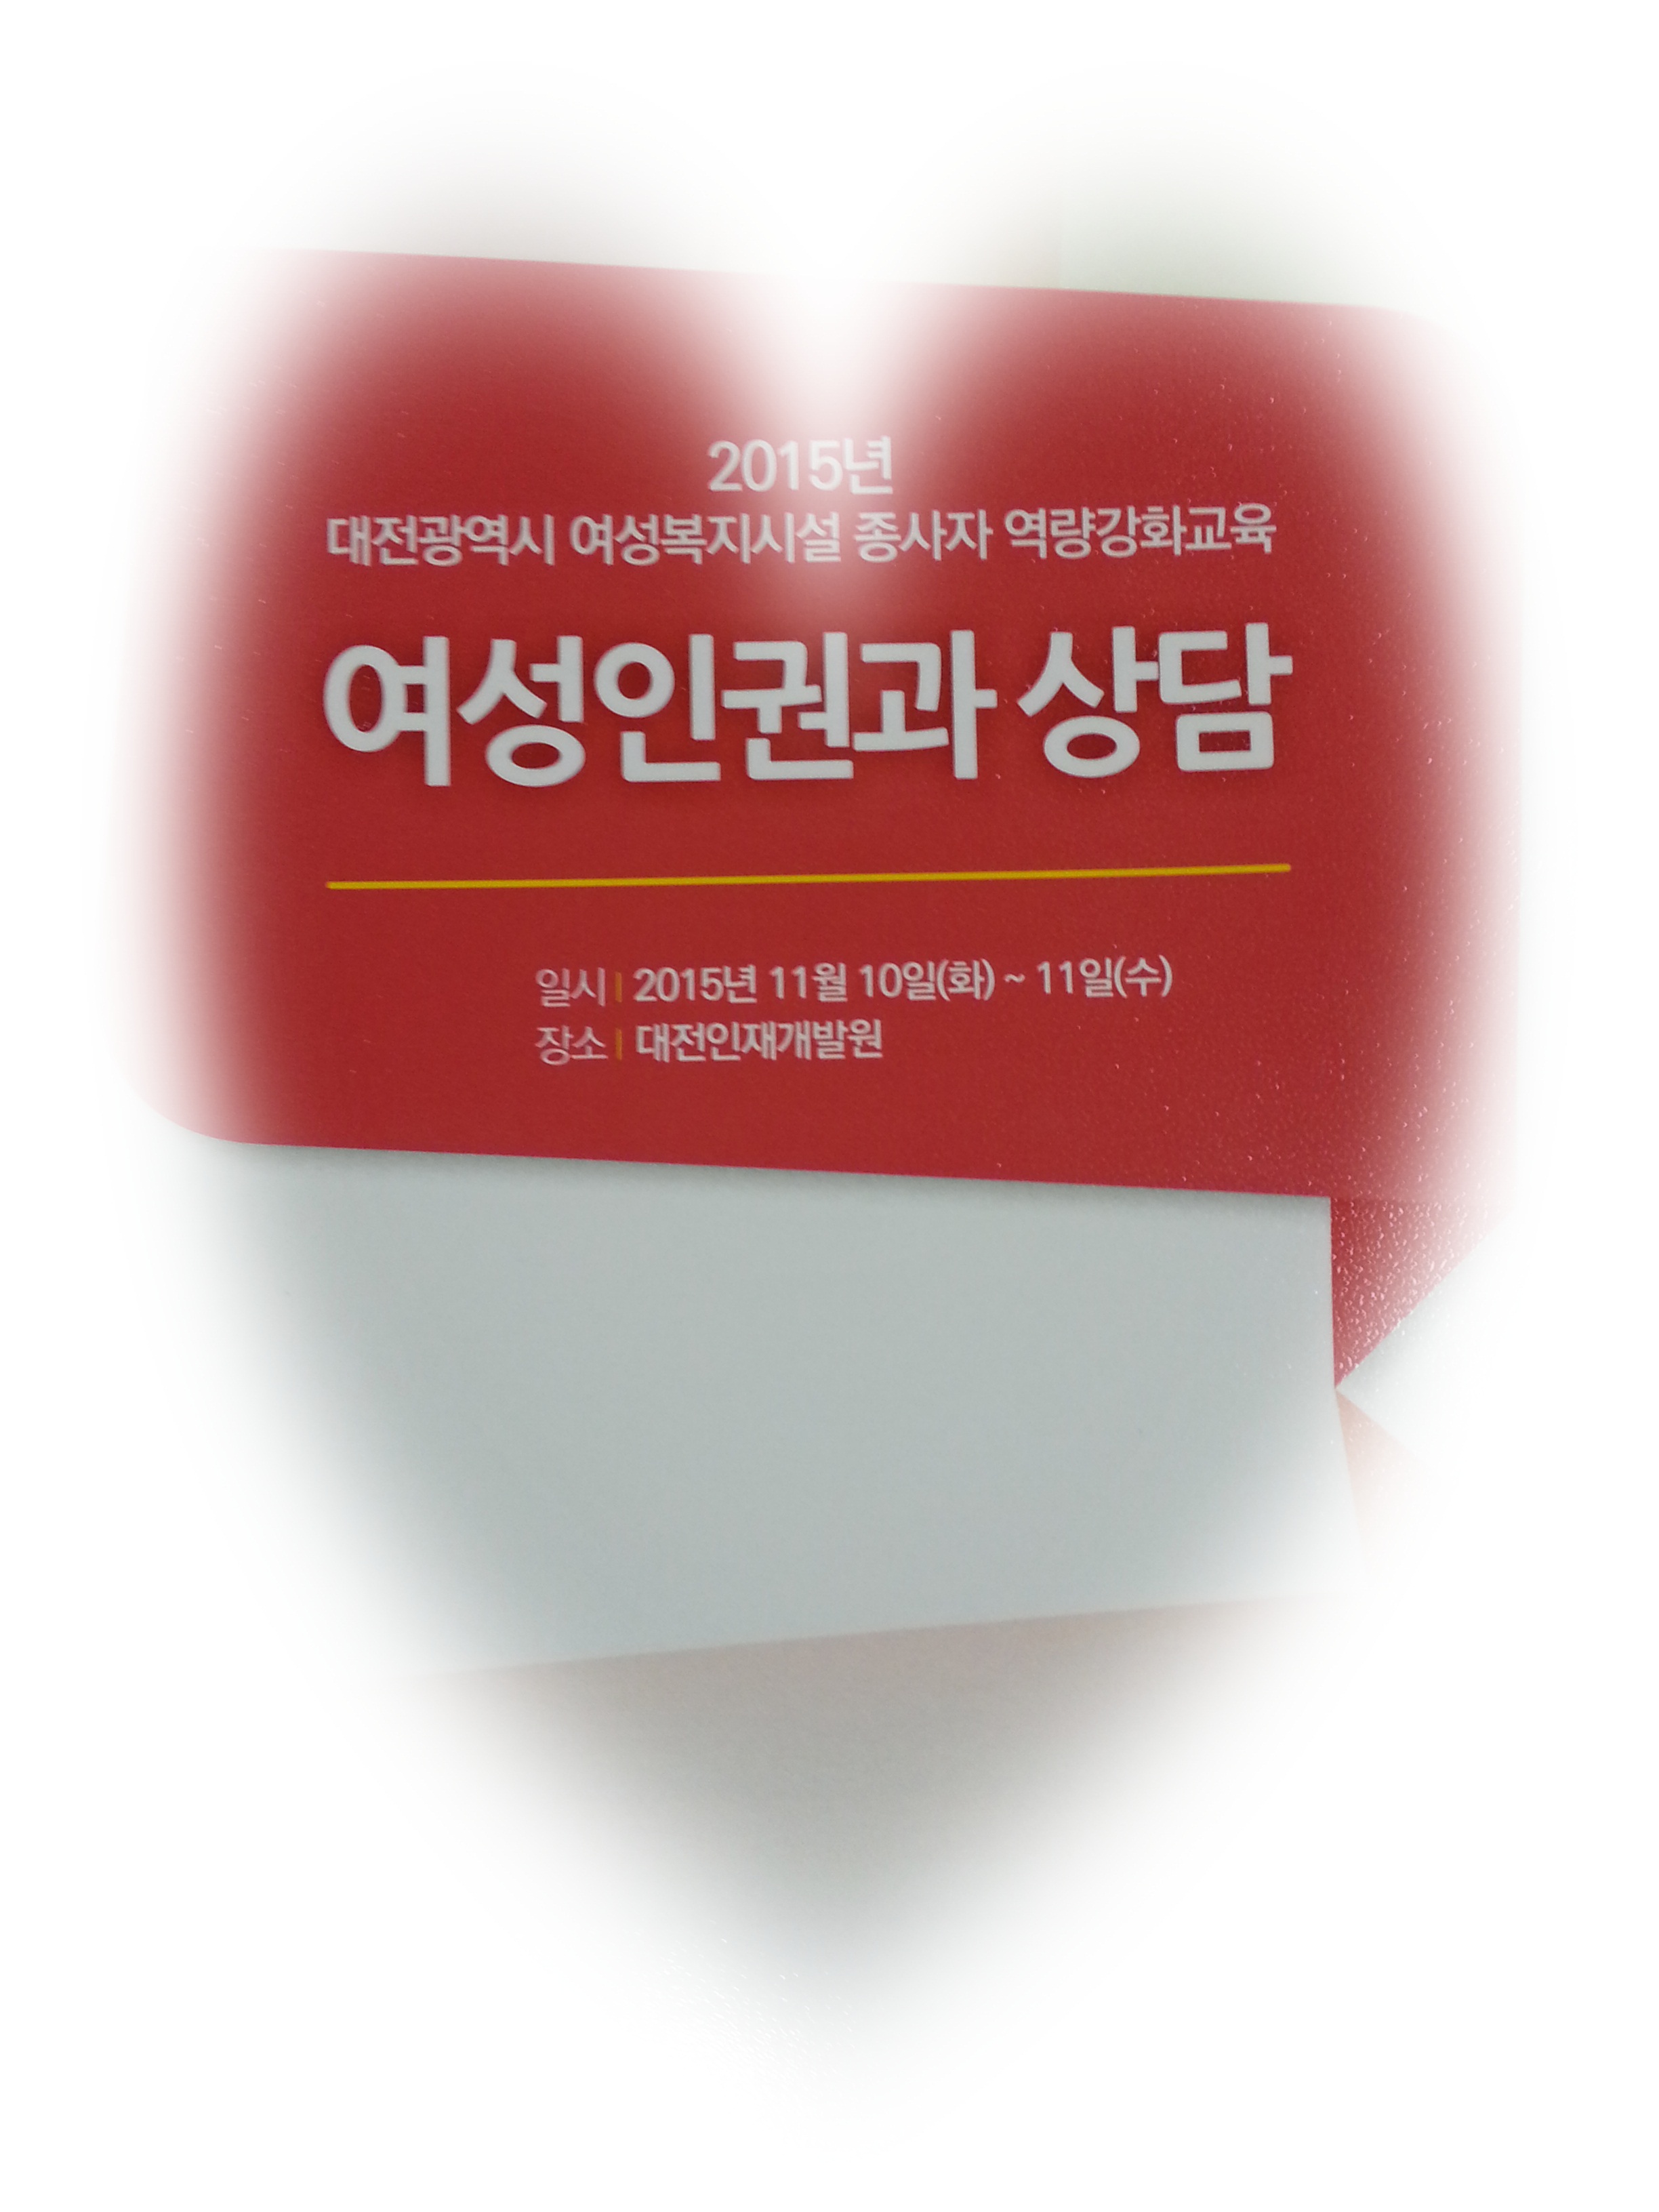 2015년
대전광역시 여성복지시설 종사자 역량강화교육
여성인권과 상담
일시 | 2015년 11월 10일(화) ~ 11일(수)
장소 | 대전인재개발원